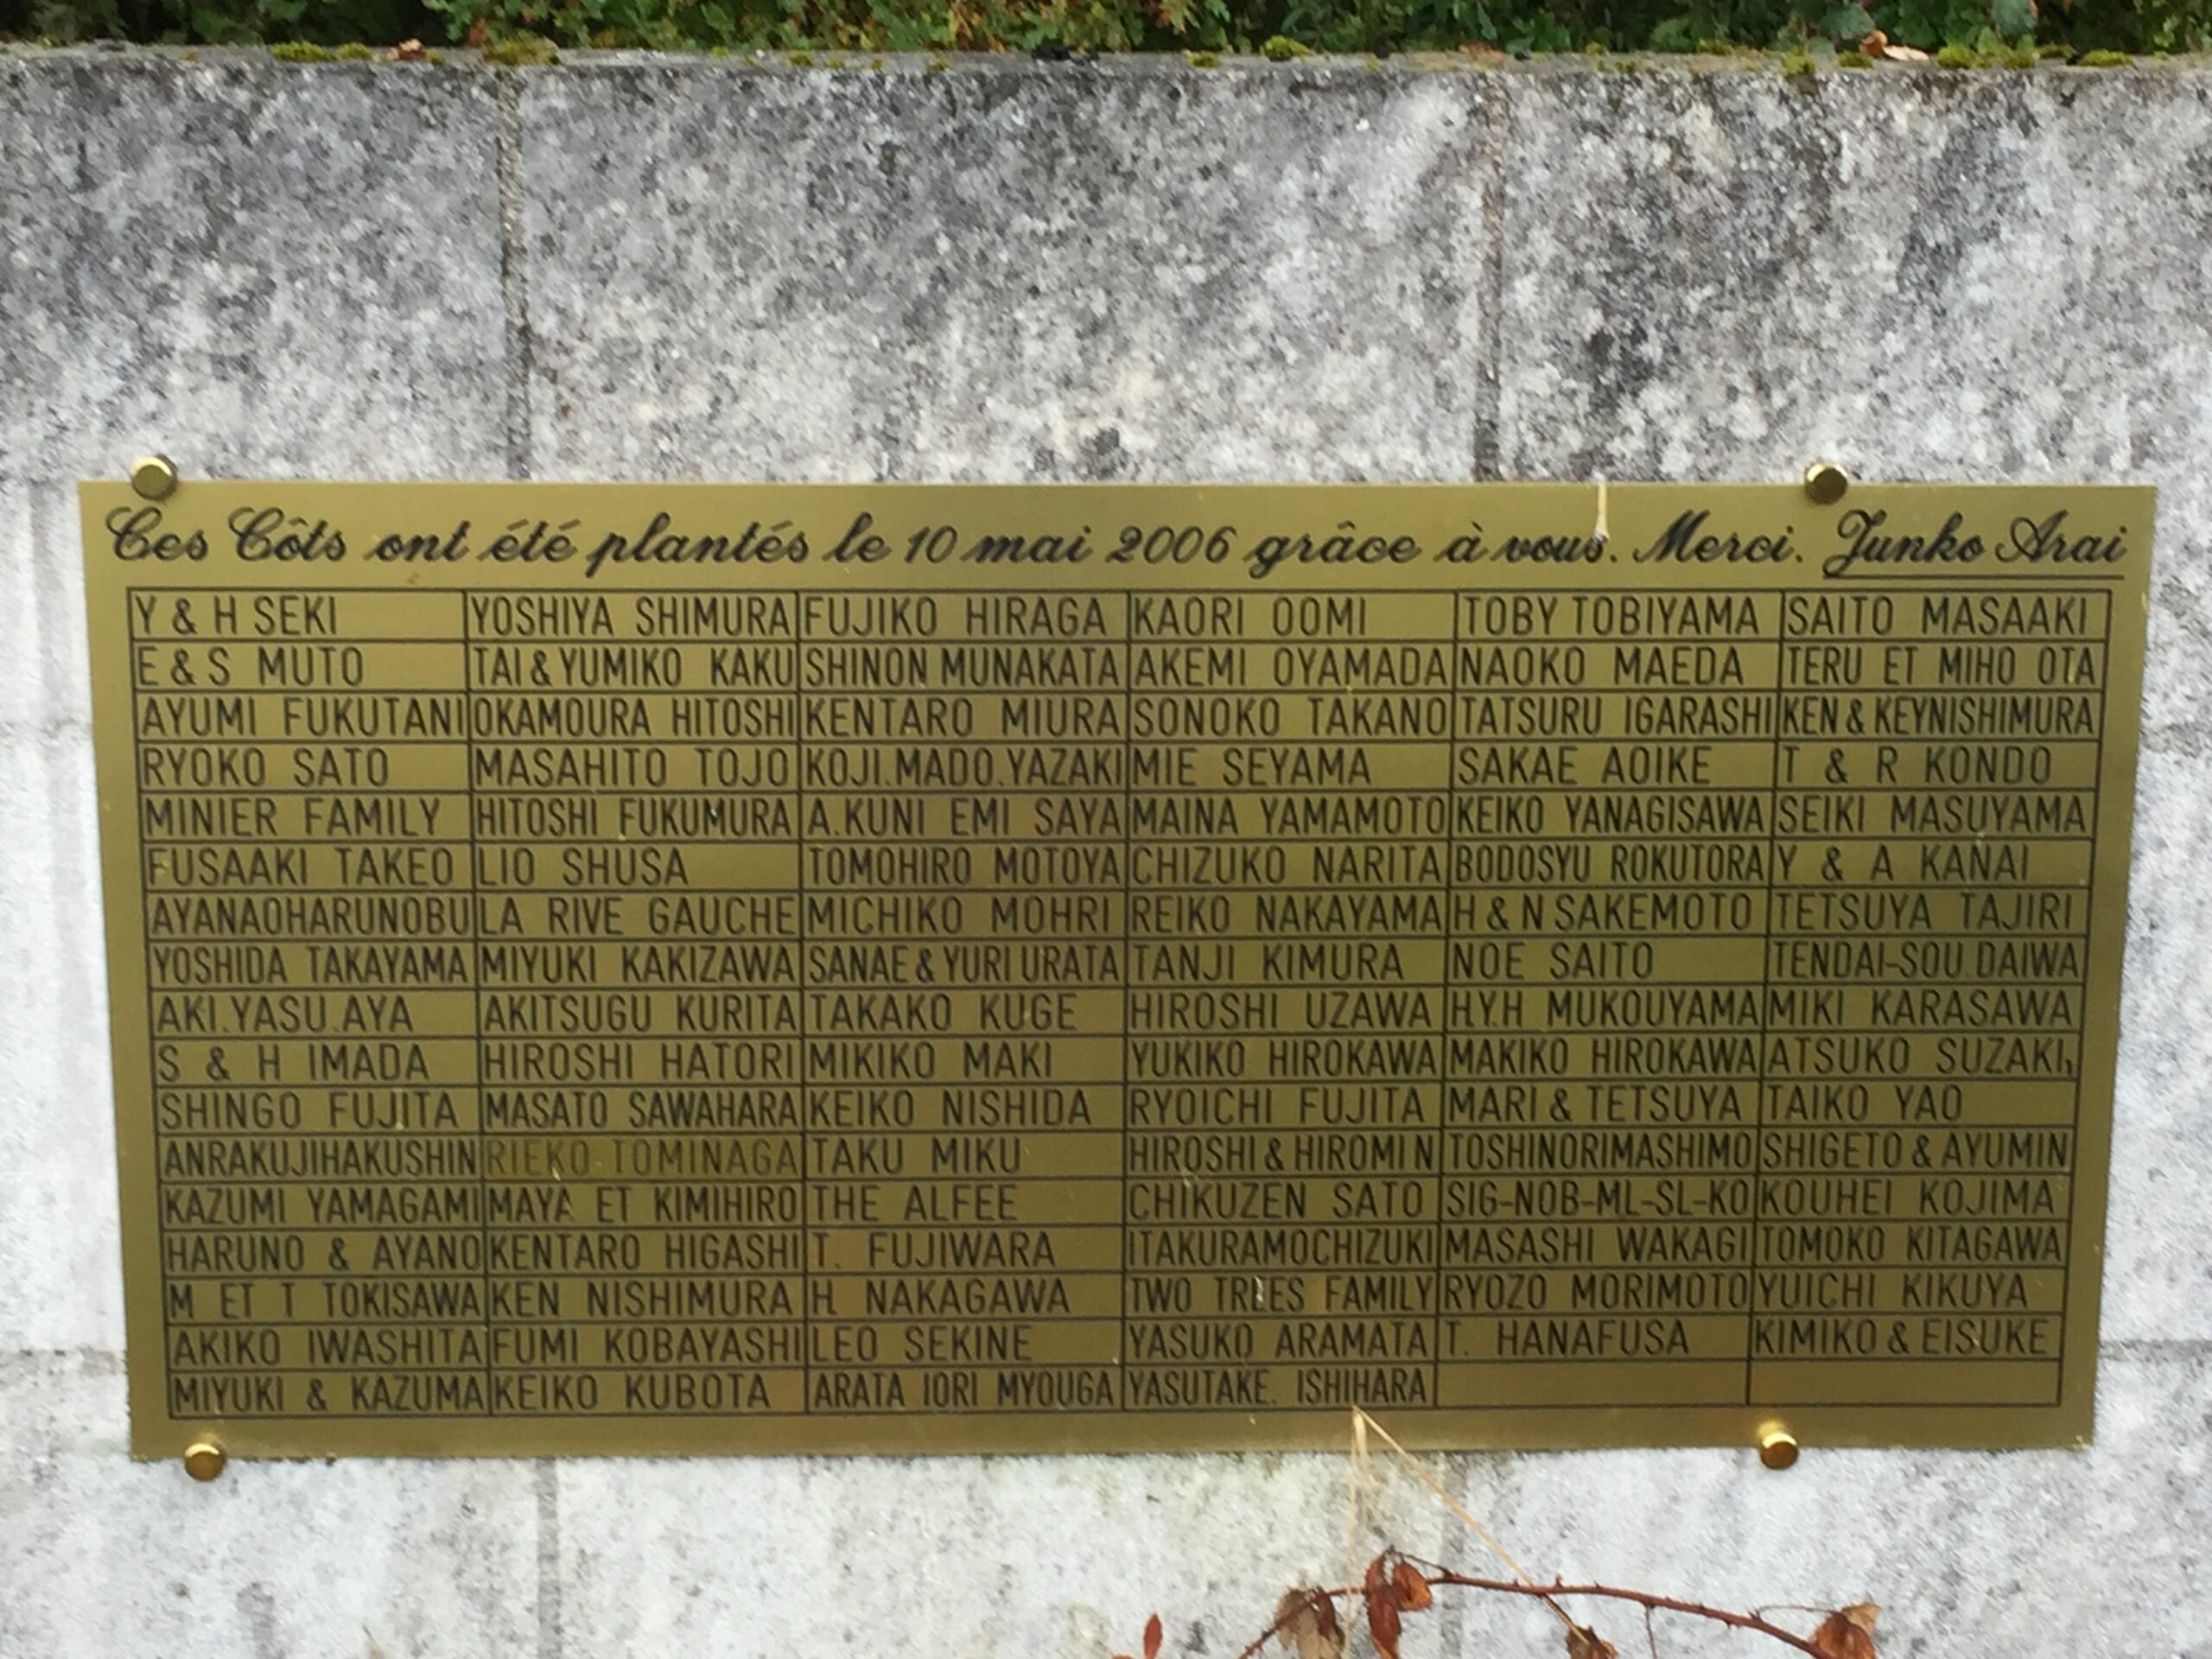 Ces Côts ont été plantés le 10 mai 2006 grâce à vous. Merci. Junko Arai
Y & H SEKI YOSHIYA SHIMURA FUJIKO HIRAGA KAORI OOMI TOBY TOBIYAMA SAITO MASAAKI
E & S MUTO TAI & YUMIKO KAKU SHINON MUNAKATA AKEMI OYAMADA NAOKO MAEDA TERU ET MIHO OTA
AYUMI FUKUTANI OKAMOURA HITOSHI KENTARO MIURA SONOKO TAKANO TATSURU IGARASHI KEN & KEYNISHIMURA
RYOKO SATO MASAHITO TOJO KOJI.MADO.YAZAKI MIE SEYAMA SAKAE AOIKE T & R KONDO
MINIER FAMILY HITOSHI FUKUMURA A.KUNI EMI SAYA MAINA YAMAMOTO KEIKO YANAGISAWA SEIKI MASUYAMA
FUSAAKI TAKEO LIO SHUSA TOMOHIRO MOTOYA CHIZUKO NARITA BODOSYU ROKUTORA Y & A KANAI
AYANAOHARUNOBU LA RIVE GAUCHE MICHIKO MOHRI REIKO NAKAYAMA H & N SAKEMOTO TETSUYA TAJIRI
YOSHIDA TAKAYAMA MIYUKI KAKIZAWA SANAE & YURI URATA TANJI KIMURA NOE SAITO TENDAI-SOU.DAIWA
AKI.YASU.AYA AKITSUGU KURITA TAKAKO KUGE HIROSHI UZAWA H.Y.H MUKOUYAMA MIKI KARASAWA
S & H IMADA HIROSHI HATORI MIKIKO MAKI YUKIKO HIROKAWA MAKIKO HIROKAWA ATSUKO SUZAKI,
SHINGO FUJITA MASATO SAWAHARA KEIKO NISHIDA RYOICHI FUJITA MARI & TETSUYA TAIKO YAO
ANRAKUJIHAKUSHIN RIEKO TOMINAGA TAKU MIKU HIROSHI & HIROMI N TOSHINORIMASHIMO SHIGETO & AYUMIN
KAZUMI YAMAGAMI MAYA ET KIMIHIRO THE ALFEE CHIKUZEN SATO SIG-NOB-ML-SL-KO KOUHEI KOJIMA
HARUNO & AYANO KENTARO HIGASHI T. FUJIWARA ITAKURAMOCHIZUKI MASASHI WAKAGI TOMOKO KITAGAWA
M ET T TOKISAWA KEN NISHIMURA H. NAKAGAWA TWO TREES FAMILY RYOZO MORIMOTO YUICHI KIKUYA
AKIKO IWASHITA FUMI KOBAYASHI LEO SEKINE YASUKO ARAMATA T. HANAFUSA KIMIKO & EISUKE
MIYUKI & KAZUMA KEIKO KUBOTA ARATA IORI MYOUGA YASUTAKE. ISHIHARA